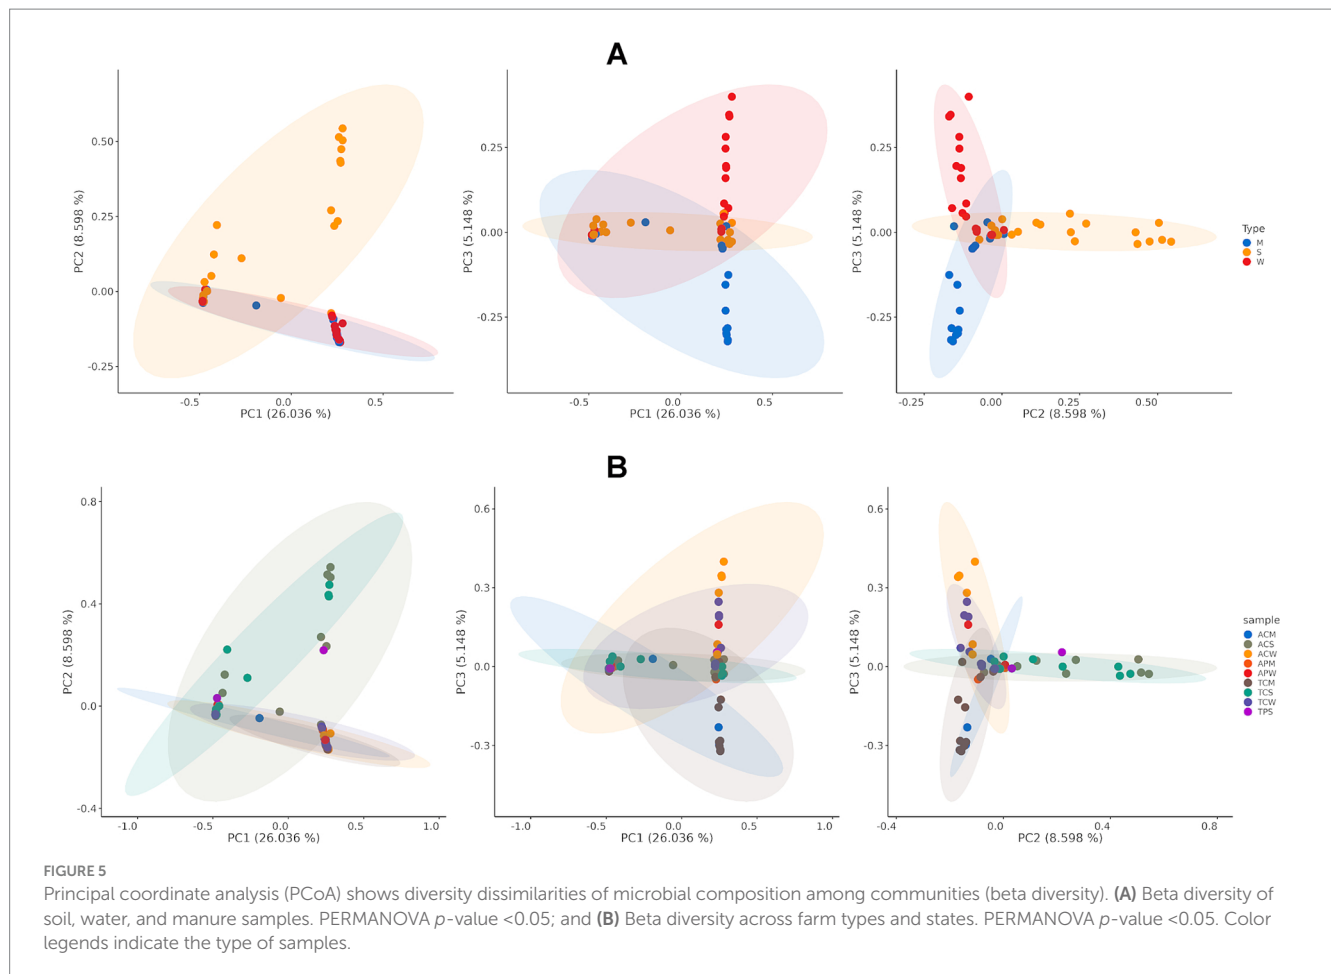 A
PC2 (8.598 %)
0.50
0.25
0.00
-0.25
-0.5
0.0
0.5
PC1 (26.036 %)
PC3 (5.148 %)
0.25
0.00
-0.25
-0.5
0.0
0.5
PC1 (26.036 %)
PC3 (5.148 %)
0.25
0.00
-0.25
-0.25
0.00
0.25
0.50
PC2 (8.598 %)
Type
M
S
W
B
PC2 (8.598 %)
0.8
0.4
0.0
-0.4
-1.0
-0.5
0.0
0.5
1.0
PC1 (26.036 %)
PC3 (5.148 %)
0.6
0.3
0.0
-0.3
-1.0
-0.5
0.0
0.5
1.0
PC1 (26.036 %)
PC3 (5.148 %)
0.6
0.3
0.0
-0.3
-0.4
0.0
0.4
0.8
PC2 (8.598 %)
sample
ACM
ACS
ACW
APM
APW
TCM
TCS
TCW
TPS
FIGURE 5
Principal coordinate analysis (PCoA) shows diversity dissimilarities of microbial composition among communities (beta diversity). (A) Beta diversity of
soil, water, and manure samples. PERMANOVA p-value <0.05; and (B) Beta diversity across farm types and states. PERMANOVA p-value <0.05. Color
legends indicate the type of samples.